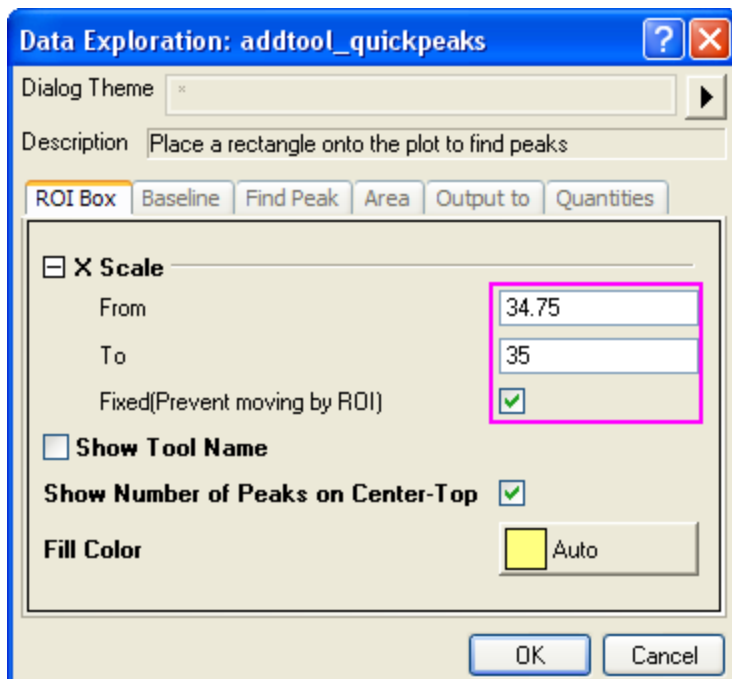 Data Exploration: addtool_quickpeaks
Dialog Theme *
Description Place a rectangle onto the plot to find peaks
ROI Box Baseline Find Peak Area Output to Quantities
X Scale
From 34.75
To 35
Fixed(Prevent moving by ROI)
Show Tool Name
Show Number of Peaks on Center-Top
Fill Color Auto
OK Cancel